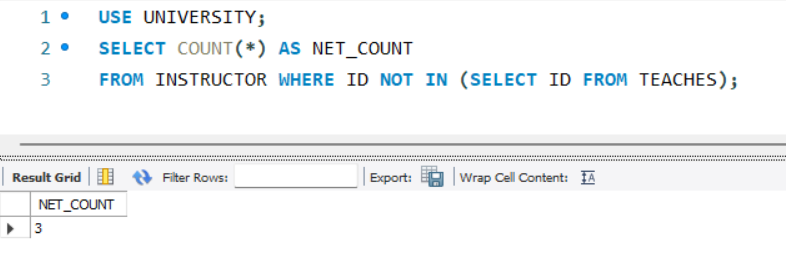 1 USE UNIVERSITY;
2 SELECT COUNT(*) AS NET_COUNT
3 FROM INSTRUCTOR WHERE ID NOT IN (SELECT ID FROM TEACHES);
Result Grid Filter Rows: Export: Wrap Cell Content: IA
NET_COUNT
3